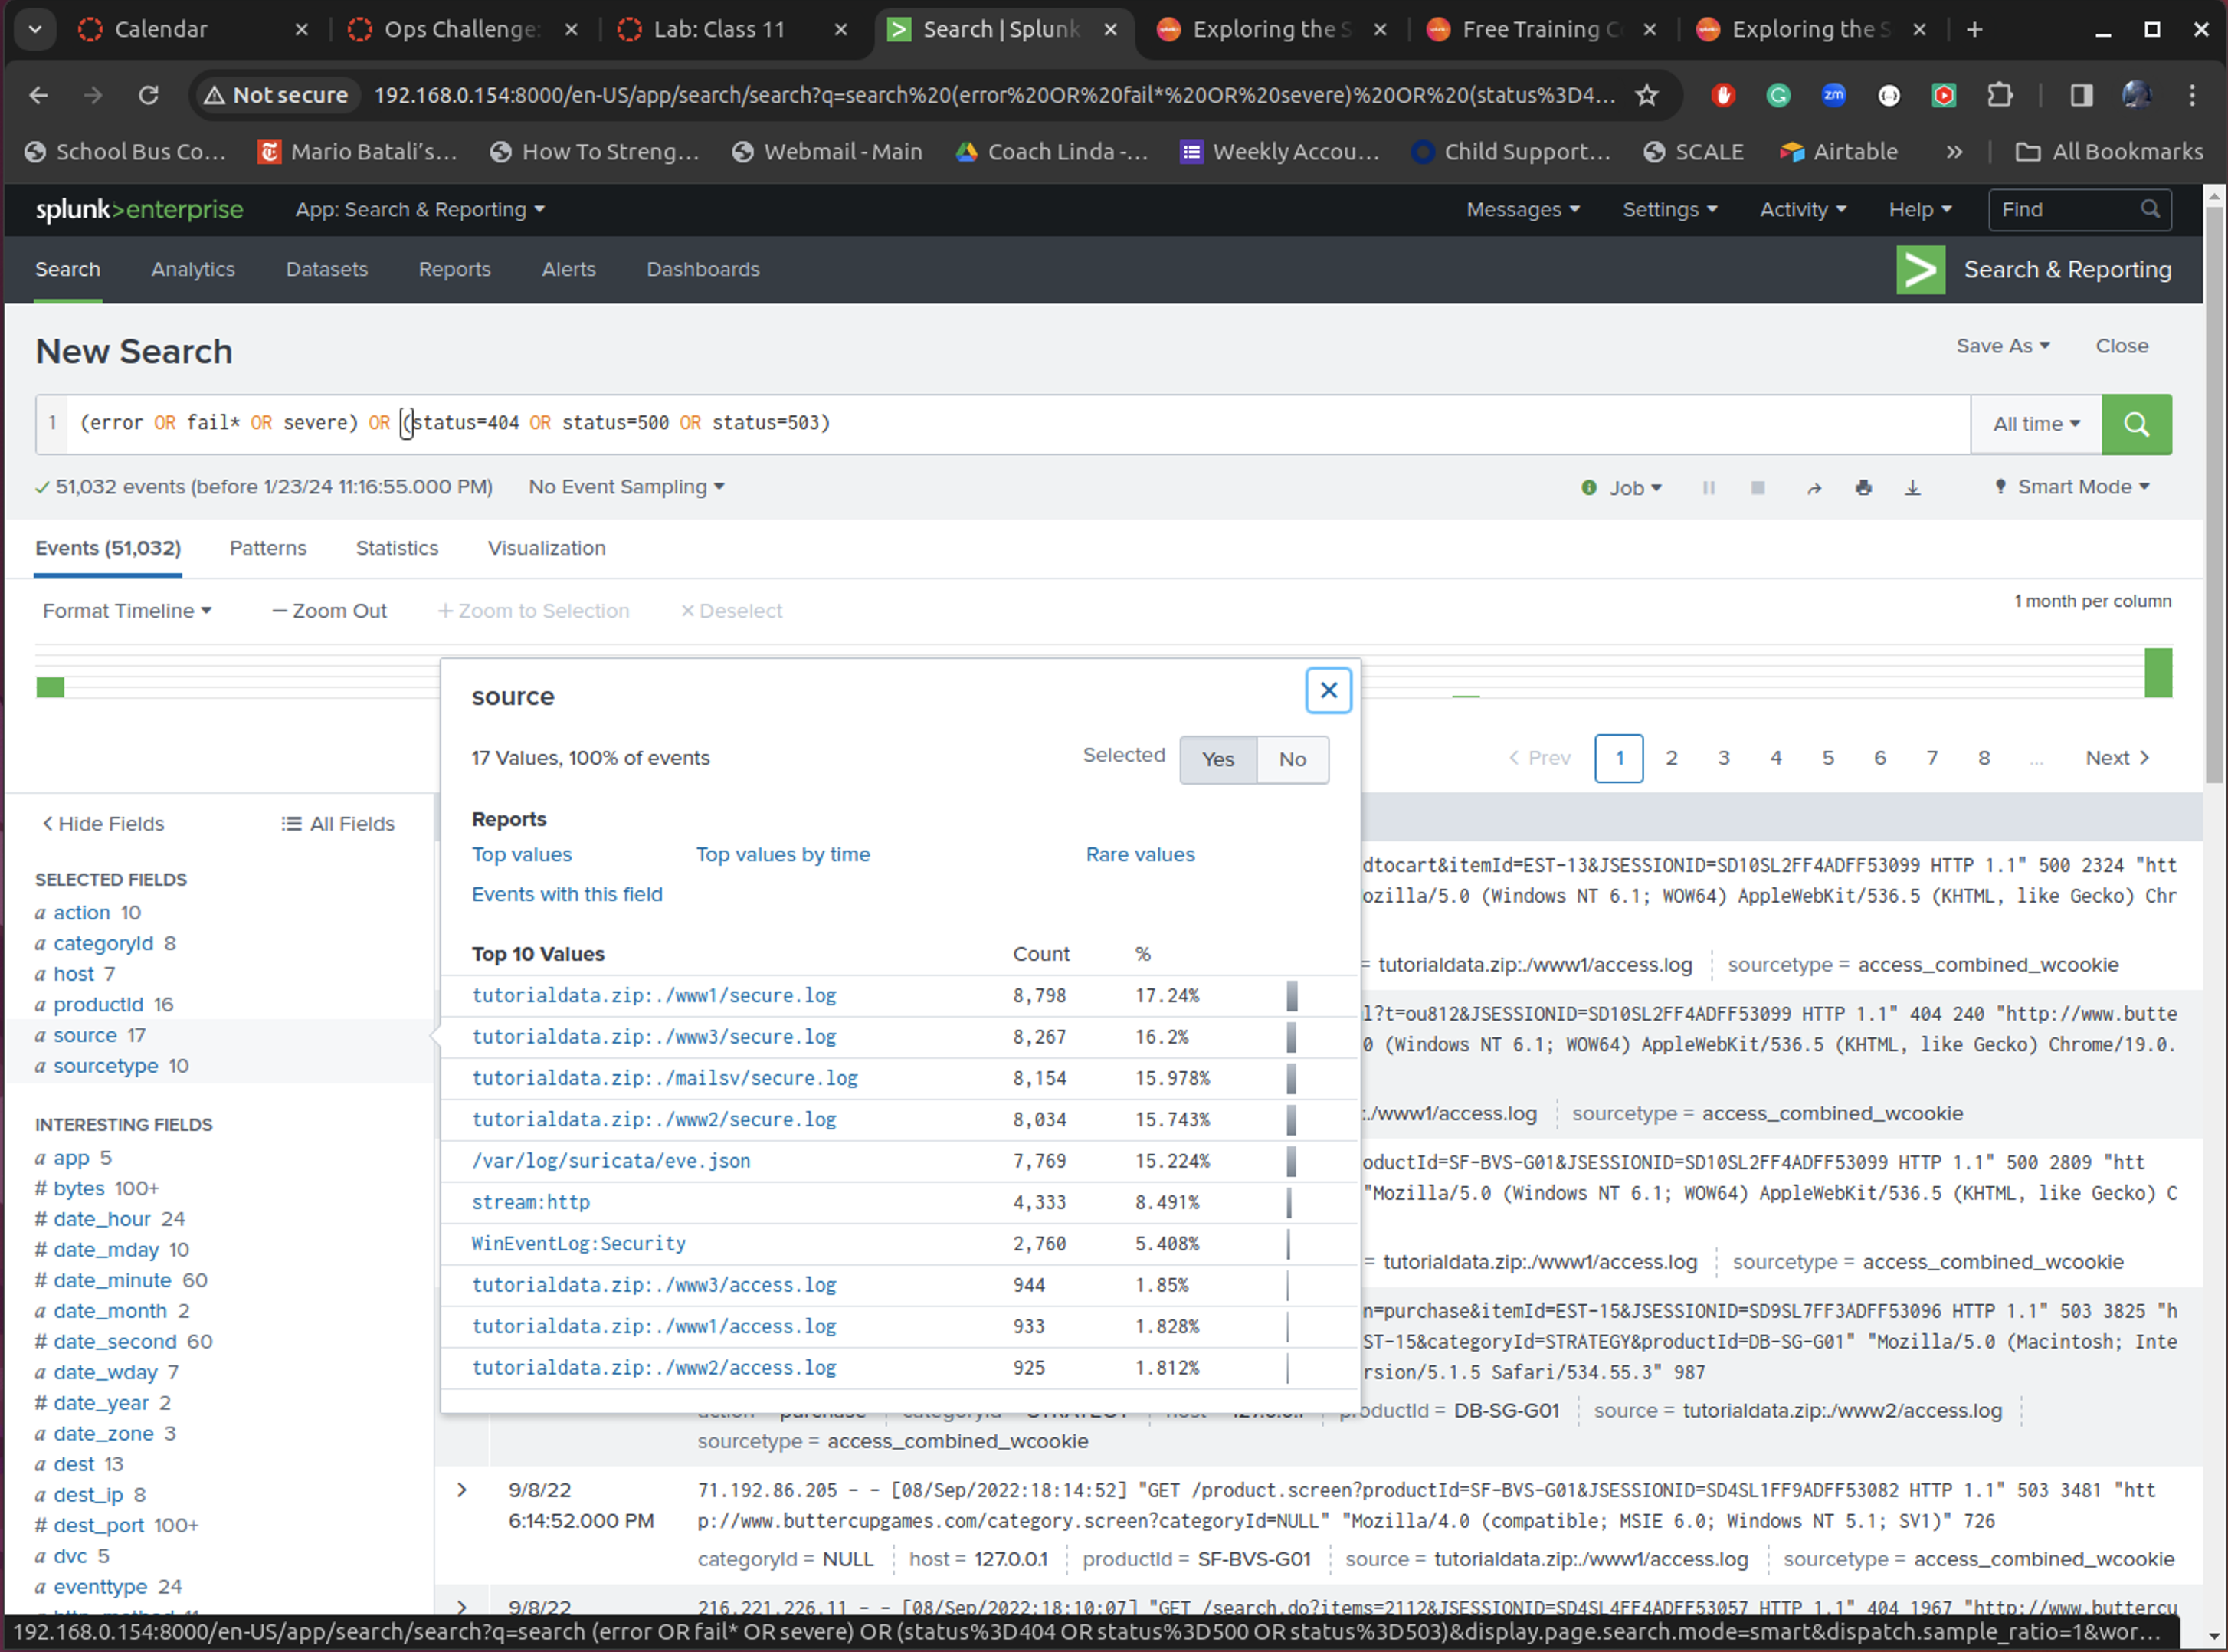 Calendar
Ops Challenge:
Lab: Class 11
Search | Splunk
Exploring the S
Free Training C
Exploring the S
Not secure
192.168.0.154:8000/en-US/app/search/search?q=search%20(error%20OR%20fail*%20OR%20severe)%20OR%20(status%3D4...
School Bus Co...
Mario Batali's...
How To Streng...
Webmail - Main
Coach Linda -...
Weekly Accou...
Child Support...
SCALE
Airtable
»
All Bookmarks
splunk>enterprise
App: Search & Reporting
Messages
Settings
Activity
Help
Find
Search
Analytics
Datasets
Reports
Alerts
Dashboards
Search & Reporting
New Search
Save As
Close
1 (error OR fail* OR severe) OR (status=404 OR status=500 OR status=503)
All time
51,032 events (before 1/23/24 11:16:55.000 PM)
No Event Sampling
Job
Smart Mode
Events (51,032)
Patterns
Statistics
Visualization
Format Timeline
— Zoom Out
+ Zoom to Selection
× Deselect
1 month per column
source
17 Values, 100% of events
Selected
Yes
No
Reports
Top values
Top values by time
Rare values
Events with this field
Top 10 Values Count %
tutorialdata.zip:./www1/secure.log 8,798 17.24%
tutorialdata.zip:./www3/secure.log 8,267 16.2%
tutorialdata.zip:./mailsv/secure.log 8,154 15.978%
tutorialdata.zip:./www2/secure.log 8,034 15.743%
/var/log/suricata/eve.json 7,769 15.224%
stream:http 4,333 8.491%
WinEventLog:Security 2,760 5.408%
tutorialdata.zip:./www3/access.log 944 1.85%
tutorialdata.zip:./www1/access.log 933 1.828%
tutorialdata.zip:./www2/access.log 925 1.812%
< Prev 1 2 3 4 5 6 7 8 ... Next >
< Hide Fields
All Fields
SELECTED FIELDS
a action 10
a categoryId 8
a host 7
a productId 16
a source 17
a sourcetype 10
INTERESTING FIELDS
a app 5
# bytes 100+
# date_hour 24
# date_mday 10
# date_minute 60
a date_month 2
# date_second 60
a date_wday 7
# date_year 2
a date_zone 3
a dest 13
a dest_ip 8
# dest_port 100+
a dvc 5
a eventtype 24
dtocart&itemId=EST-13&JSESSIONID=SD10SL2FF4ADFF53099 HTTP 1.1" 500 2324 "htt
ozilla/5.0 (Windows NT 6.1; WOW64) AppleWebKit/536.5 (KHTML, like Gecko) Chr
= tutorialdata.zip:./www1/access.log sourcetype = access_combined_wcookie
l?t=ou812&JSESSIONID=SD10SL2FF4ADFF53099 HTTP 1.1" 404 240 "http://www.butte
0 (Windows NT 6.1; WOW64) AppleWebKit/536.5 (KHTML, like Gecko) Chrome/19.0.
:./www1/access.log sourcetype = access_combined_wcookie
oductId=SF-BVS-G01&JSESSIONID=SD10SL2FF4ADFF53099 HTTP 1.1" 500 2809 "htt
"Mozilla/5.0 (Windows NT 6.1; WOW64) AppleWebKit/536.5 (KHTML, like Gecko) C
= tutorialdata.zip:./www1/access.log sourcetype = access_combined_wcookie
n=purchase&itemId=EST-15&JSESSIONID=SD9SL7FF3ADFF53096 HTTP 1.1" 503 3825 "h
ST-15&categoryId=STRATEGY&productId=DB-SG-G01" "Mozilla/5.0 (Macintosh; Inte
rsion/5.1.5 Safari/534.55.3" 987
oductId = DB-SG-G01 source = tutorialdata.zip:./www2/access.log
sourcetype = access_combined_wcookie
9/8/22
6:14:52.000 PM
71.192.86.205 - - [08/Sep/2022:18:14:52] "GET /product.screen?productId=SF-BVS-G01&JSESSIONID=SD4SL1FF9ADFF53082 HTTP 1.1" 503 3481 "htt
p://www.buttercupgames.com/category.screen?categoryId=NULL" "Mozilla/4.0 (compatible; MSIE 6.0; Windows NT 5.1; SV1)" 726
categoryId = NULL host = 127.0.0.1 productId = SF-BVS-G01 source = tutorialdata.zip:./www1/access.log sourcetype = access_combined_wcookie
9/8/22 216.221.226.11 - - [08/Sep/2022:18:10:07] "GET /search.do?items=2112&JSESSIONID=SD4SL4FF4ADFF53057 HTTP 1.1" 404 1967 "http://www.buttercu
192.168.0.154:8000/en-US/app/search/search?q=search (error OR fail* OR severe) OR (status%3D404 OR status%3D500 OR status%3D503)&display.page.search.mode=smart&dispatch.sample_ratio=1&wor...